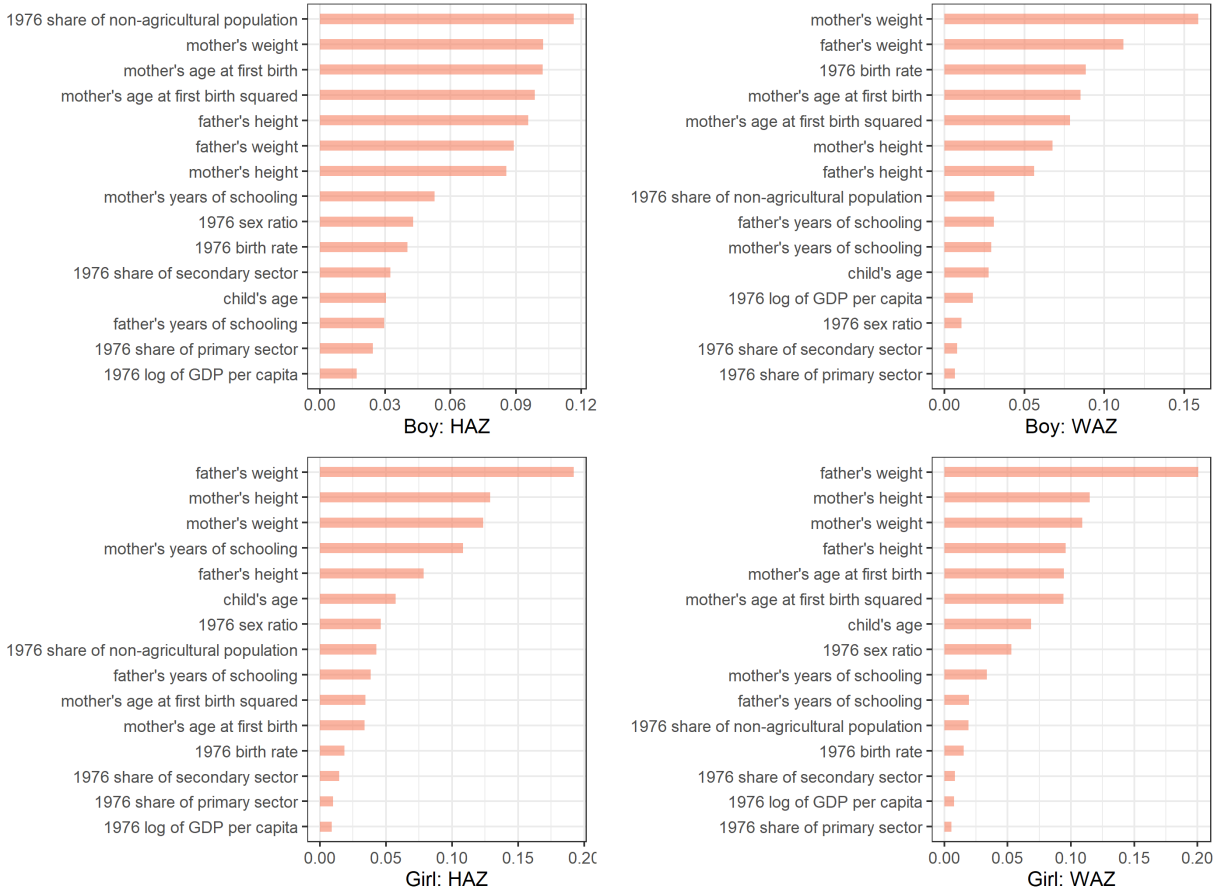 1976 share of non-agricultural population
mother's weight
mother's age at first birth
mother's age at first birth squared
father's height
father's weight
mother's height
mother's years of schooling
1976 sex ratio
1976 birth rate
1976 share of secondary sector
child's age
father's years of schooling
1976 share of primary sector
1976 log of GDP per capita
0.00 0.03 0.06 0.09 0.12
Boy: HAZ
mother's weight
father's weight
1976 birth rate
mother's age at first birth
mother's age at first birth squared
mother's height
father's height
1976 share of non-agricultural population
father's years of schooling
mother's years of schooling
child's age
1976 log of GDP per capita
1976 sex ratio
1976 share of secondary sector
1976 share of primary sector
0.00 0.05 0.10 0.15
Boy: WAZ
father's weight
mother's height
mother's weight
mother's years of schooling
father's height
child's age
1976 sex ratio
1976 share of non-agricultural population
father's years of schooling
mother's age at first birth squared
mother's age at first birth
1976 birth rate
1976 share of secondary sector
1976 share of primary sector
1976 log of GDP per capita
0.00 0.05 0.10 0.15 0.20
Girl: HAZ
father's weight
mother's height
mother's weight
father's height
mother's age at first birth
mother's age at first birth squared
child's age
1976 sex ratio
mother's years of schooling
father's years of schooling
1976 share of non-agricultural population
1976 birth rate
1976 share of secondary sector
1976 log of GDP per capita
1976 share of primary sector
0.00 0.05 0.10 0.15 0.20
Girl: WAZ